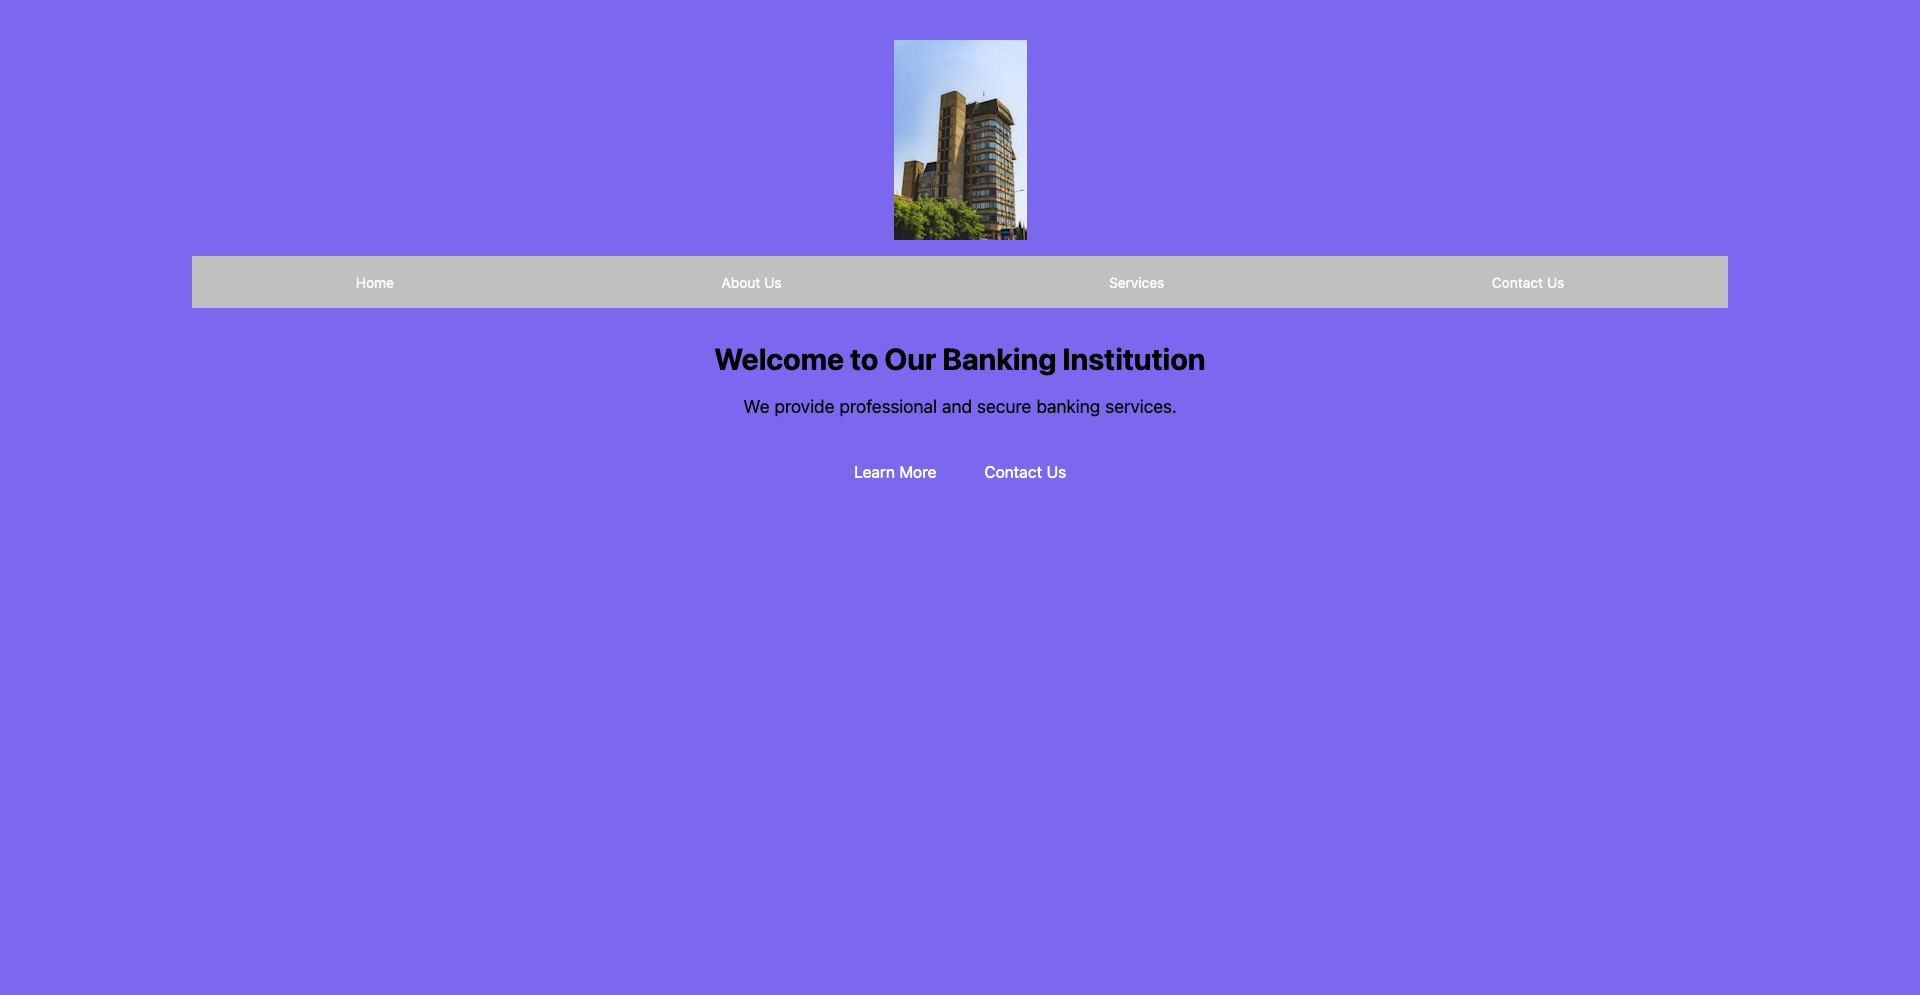 Home About Us Services Contact Us
Welcome to Our Banking Institution
We provide professional and secure banking services.
Learn More Contact Us